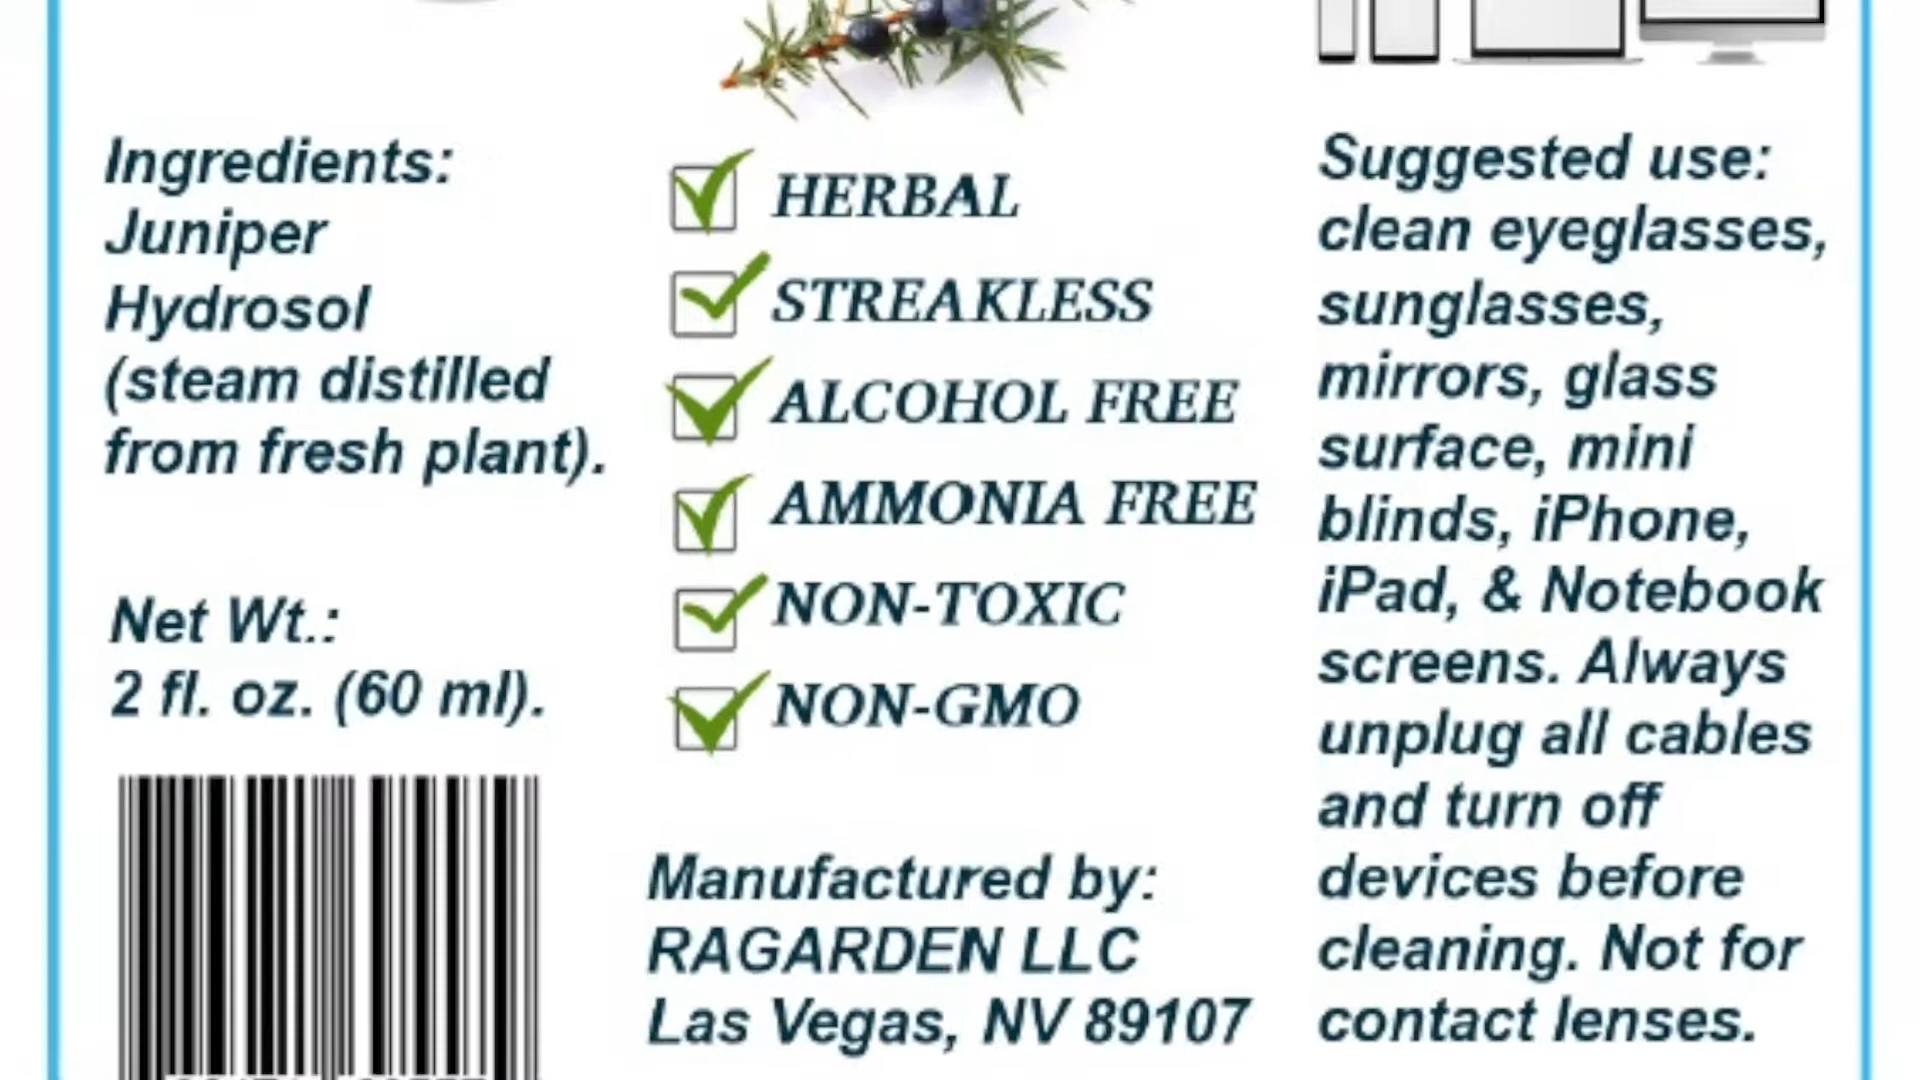 Ingredients:
Juniper
Hydrosol
(steam distilled
from fresh plant).
Net Wt.:
2 fl. oz. (60 ml).
HERBAL
STREAKLESS
ALCOHOL FREE
AMMONIA FREE
NON-TOXIC
NON-GMO
Manufactured by:
RAGARDEN LLC
Las Vegas, NV 89107
Suggested use:
clean eyeglasses,
sunglasses,
mirrors, glass
surface, mini
blinds, iPhone,
iPad, & Notebook
screens. Always
unplug all cables
and turn off
devices before
cleaning. Not for
contact lenses.